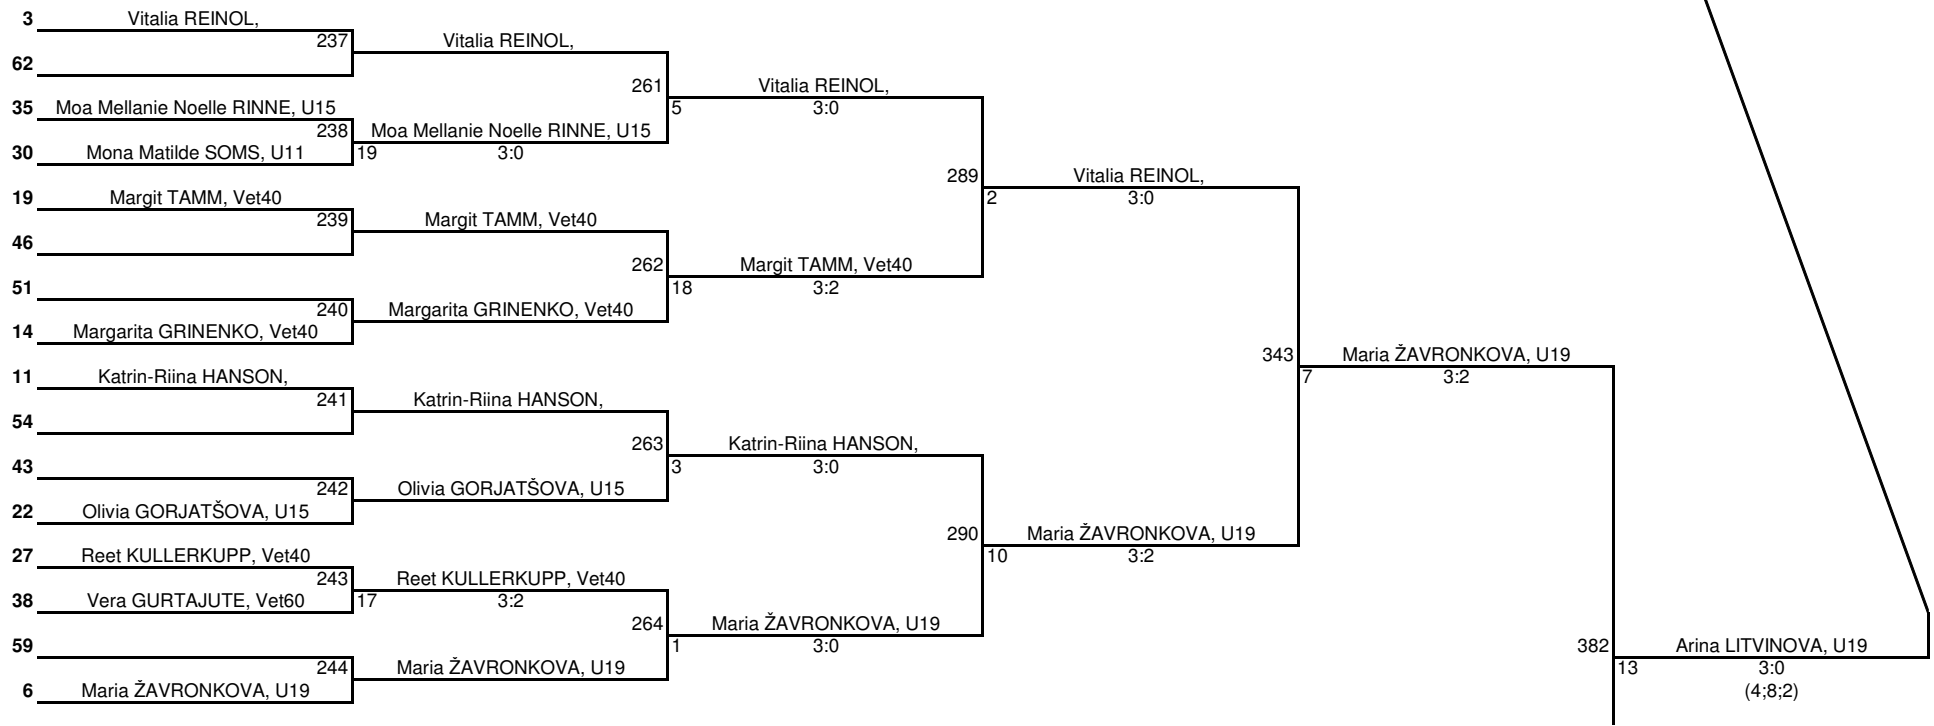 3 Vitalia REINOL,
237 Vitalia REINOL,
62
261 Vitalia REINOL,
35 Moa Mellanie Noelle RINNE, U15
5 3:0
238 Moa Mellanie Noelle RINNE, U15
30 Mona Matilde SOMS, U11
19 3:0
289 Vitalia REINOL,
19 Margit TAMM, Vet40
2 3:0
239 Margit TAMM, Vet40
46
262 Margit TAMM, Vet40
51
18 3:2
240 Margarita GRINENKO, Vet40
14 Margarita GRINENKO, Vet40
343 Maria ŽAVRONKOVA, U19
11 Katrin-Riina HANSON,
7 3:2
241 Katrin-Riina HANSON,
54
263 Katrin-Riina HANSON,
43
3 3:0
242 Olivia GORJATŠOVA, U15
22 Olivia GORJATŠOVA, U15
290 Maria ŽAVRONKOVA, U19
27 Reet KULLERKUPP, Vet40
10 3:2
243 Reet KULLERKUPP, Vet40
38 Vera GURTAJUTE, Vet60
17 3:2
264 Maria ŽAVRONKOVA, U19
59
1 3:0
382 Arina LITVINOVA, U19
244 Maria ŽAVRONKOVA, U19
13 3:0
6 Maria ŽAVRONKOVA, U19
(4;8;2)